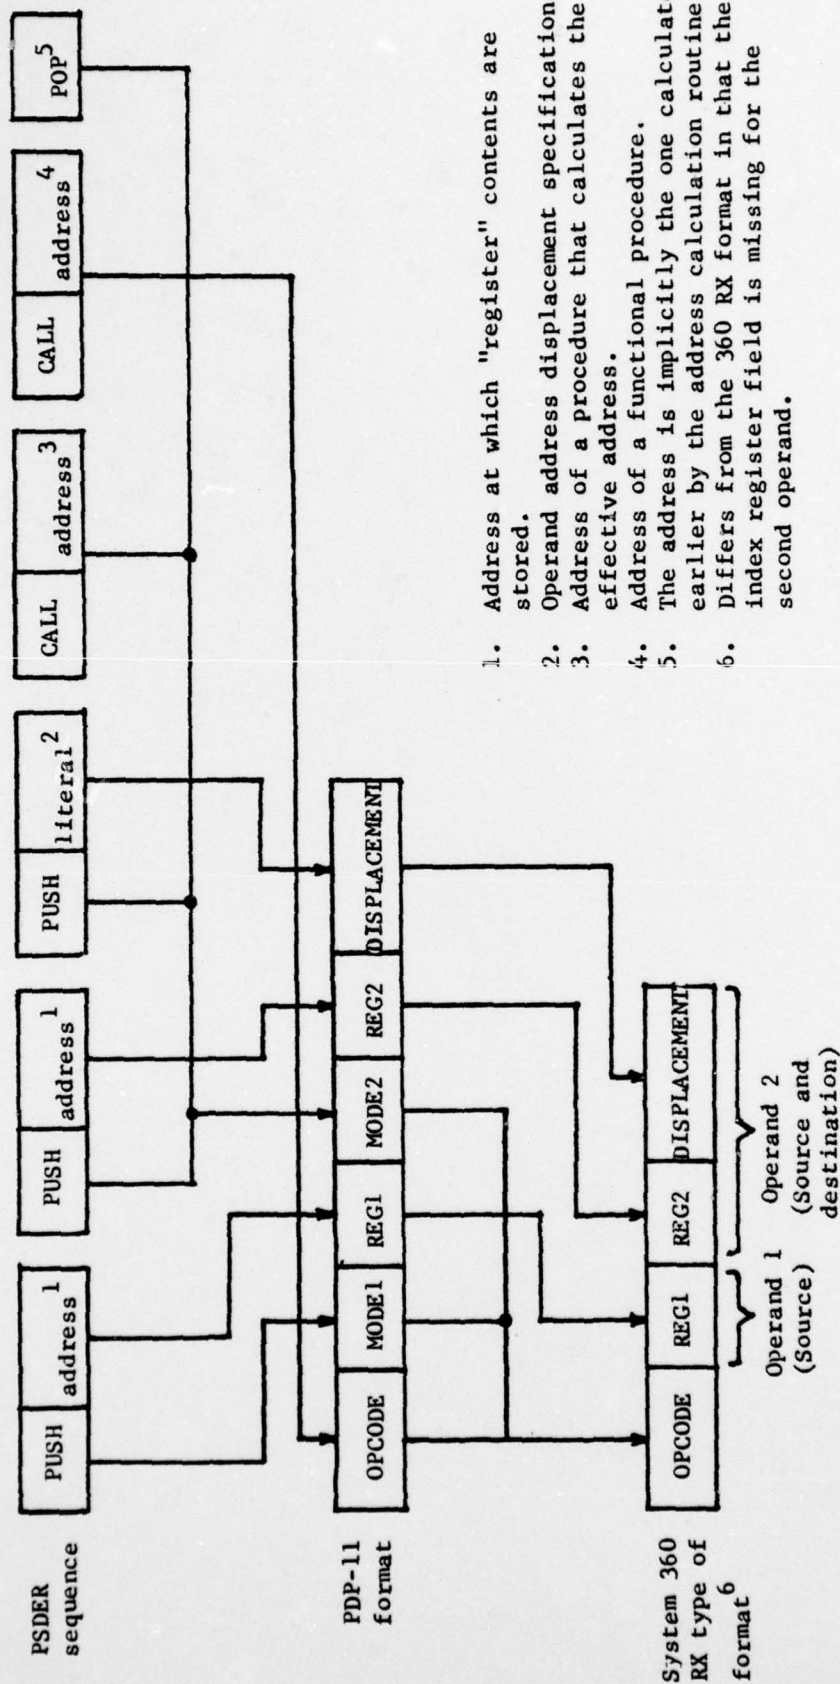 PSDER
sequence
PUSH address1 PUSH address1 PUSH literal2 CALL address3 CALL address4 POP5
PDP-11
format
OPCODE MODE1 REG1 MODE2 REG2 DISPLACEMENT
System 360
RX type of
format6
OPCODE REG1 REG2 DISPLACEMENT
Operand 1
(Source)
Operand 2
(Source and
destination)
1. Address at which "register" contents are
stored.
2. Operand address displacement specification
3. Address of a procedure that calculates the
effective address.
4. Address of a functional procedure.
5. The address is implicitly the one calculat
earlier by the address calculation routine
6. Differs from the 360 RX format in that the
index register field is missing for the
second operand.